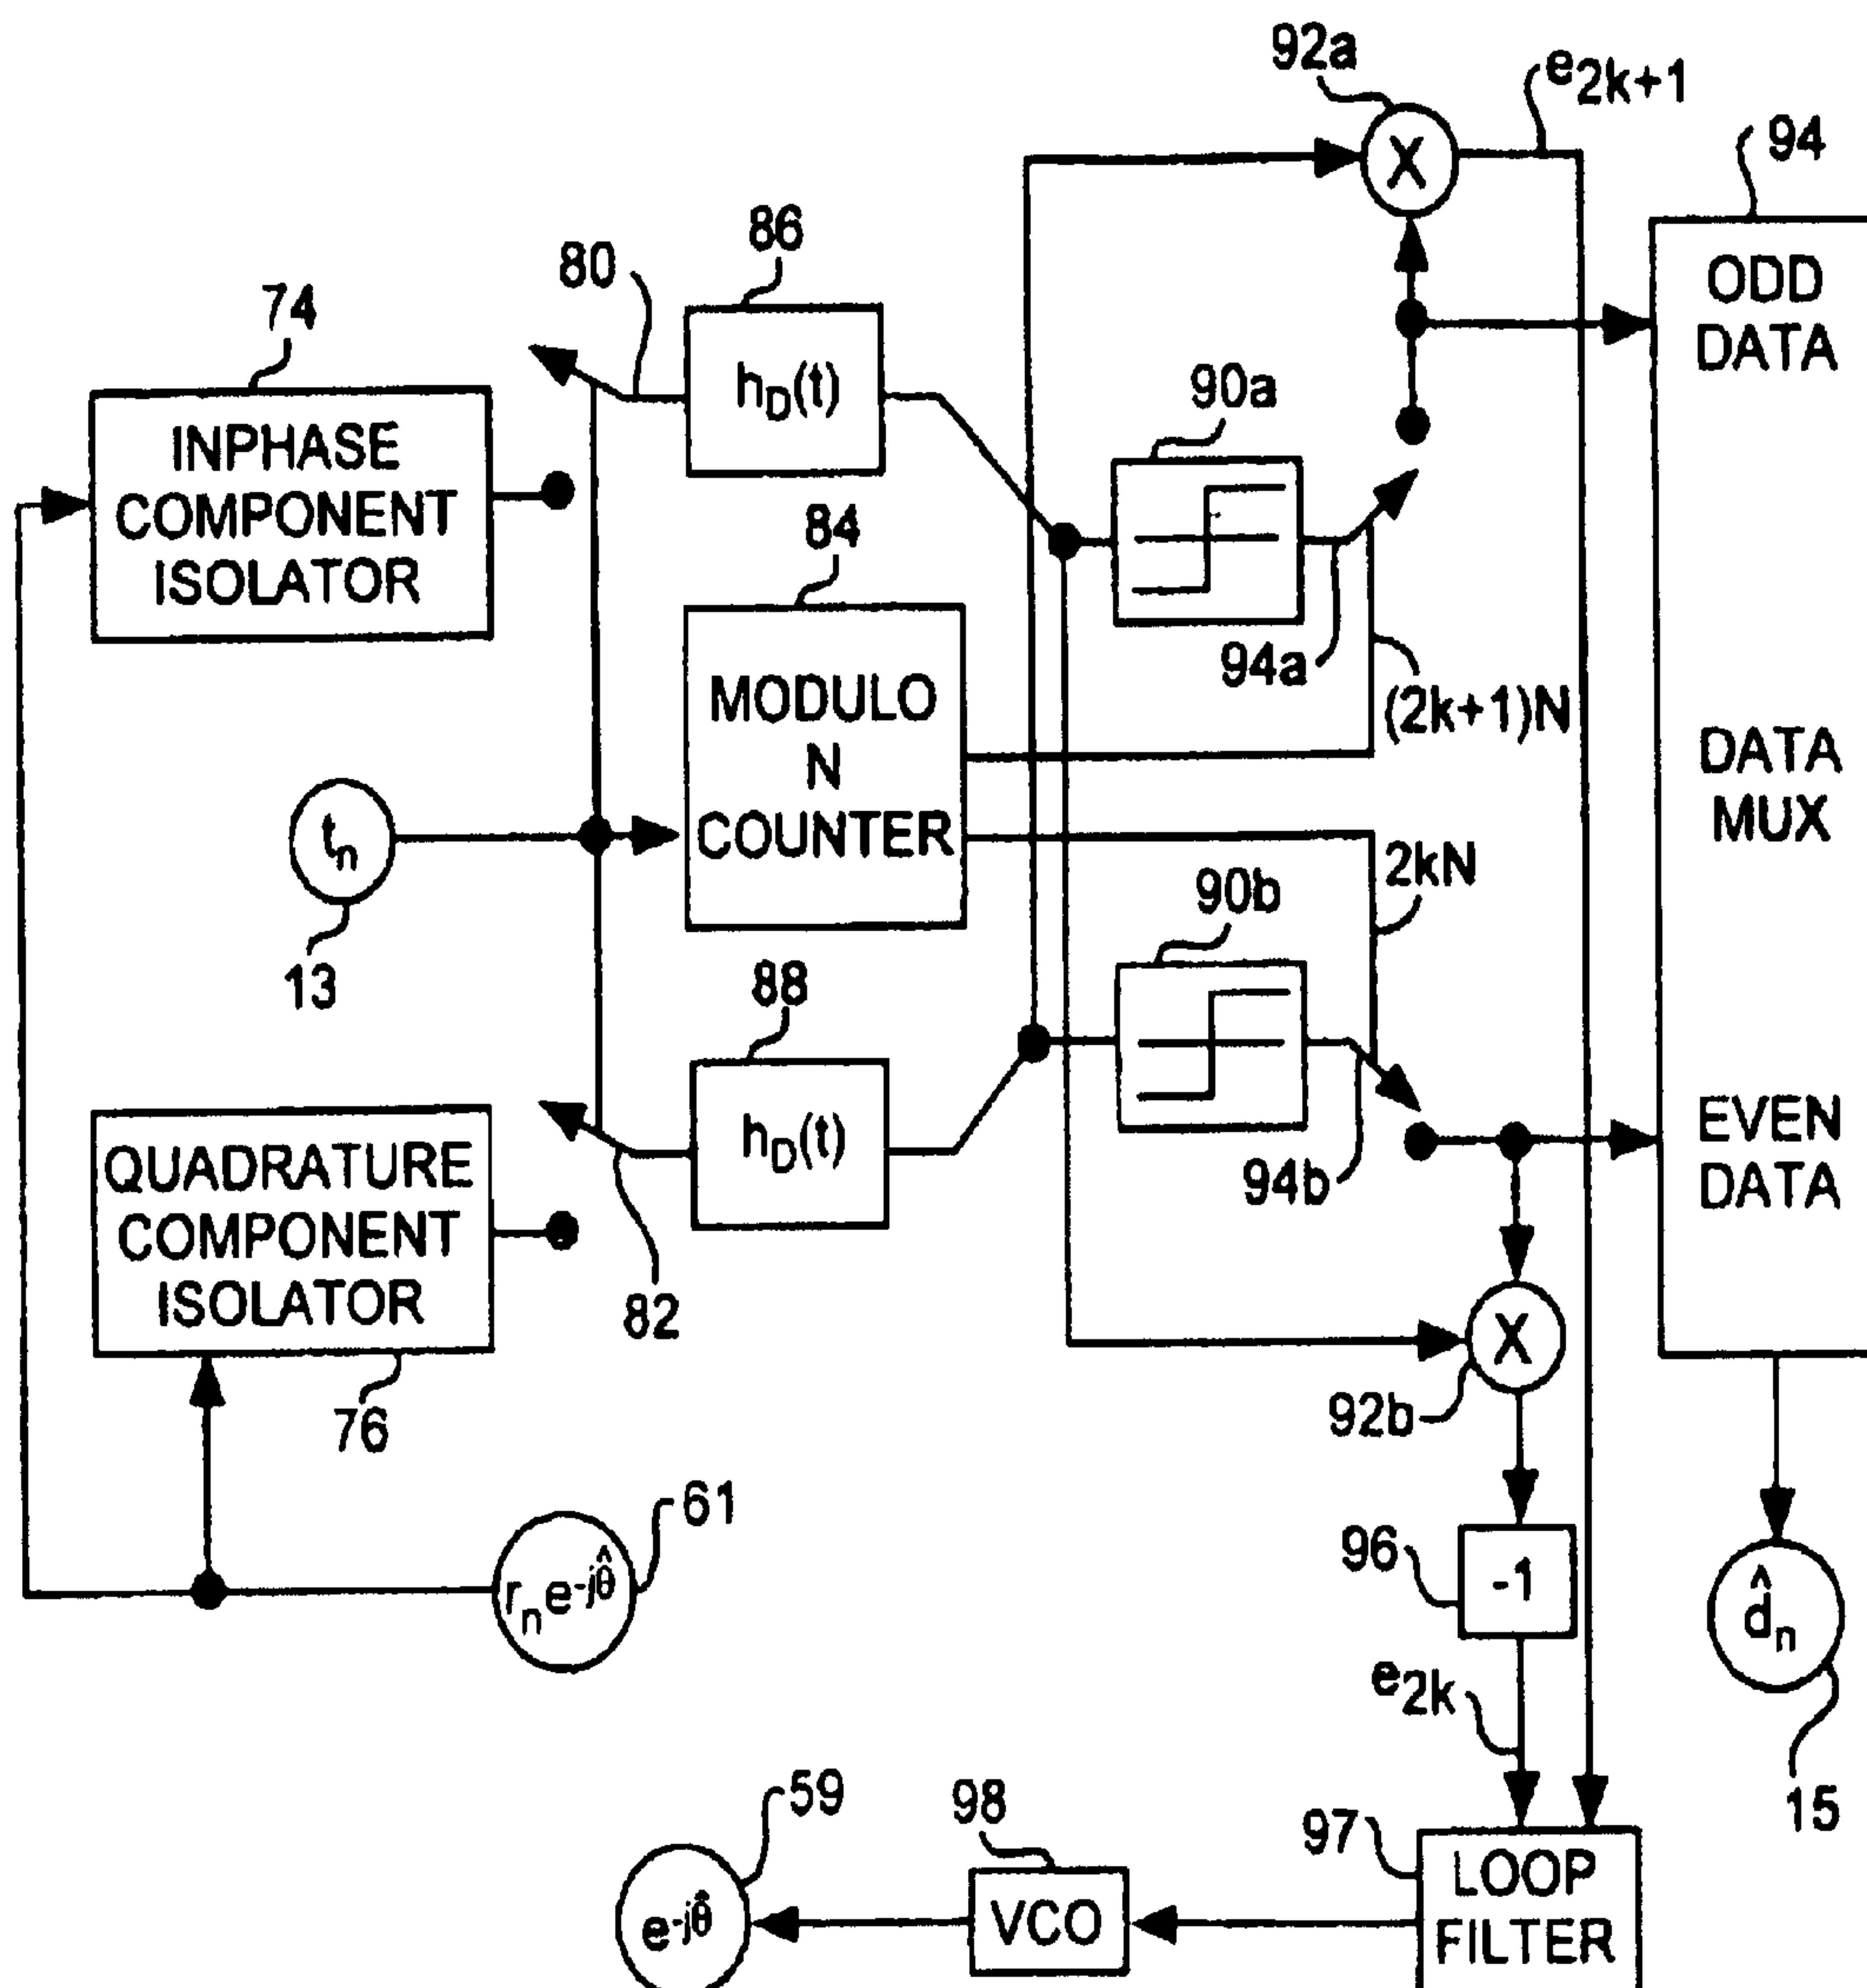 92a
e2k+1
94
86
80
74
ODD
DATA
hD(t)
90a
INPHASE
COMPONENT
ISOLATOR
84
94a
(2k+1)N
MODULO
N
COUNTER
DATA
MUX
tn
13
2kN
90b
88
hD(t)
EVEN
DATA
94b
QUADRATURE
COMPONENT
ISOLATOR
82
X
X
92b
76
61
rn e-jθ̂
96
-1
d̂n
e2k
15
59
98
97
e-jθ̂
VCO
LOOP
FILTER